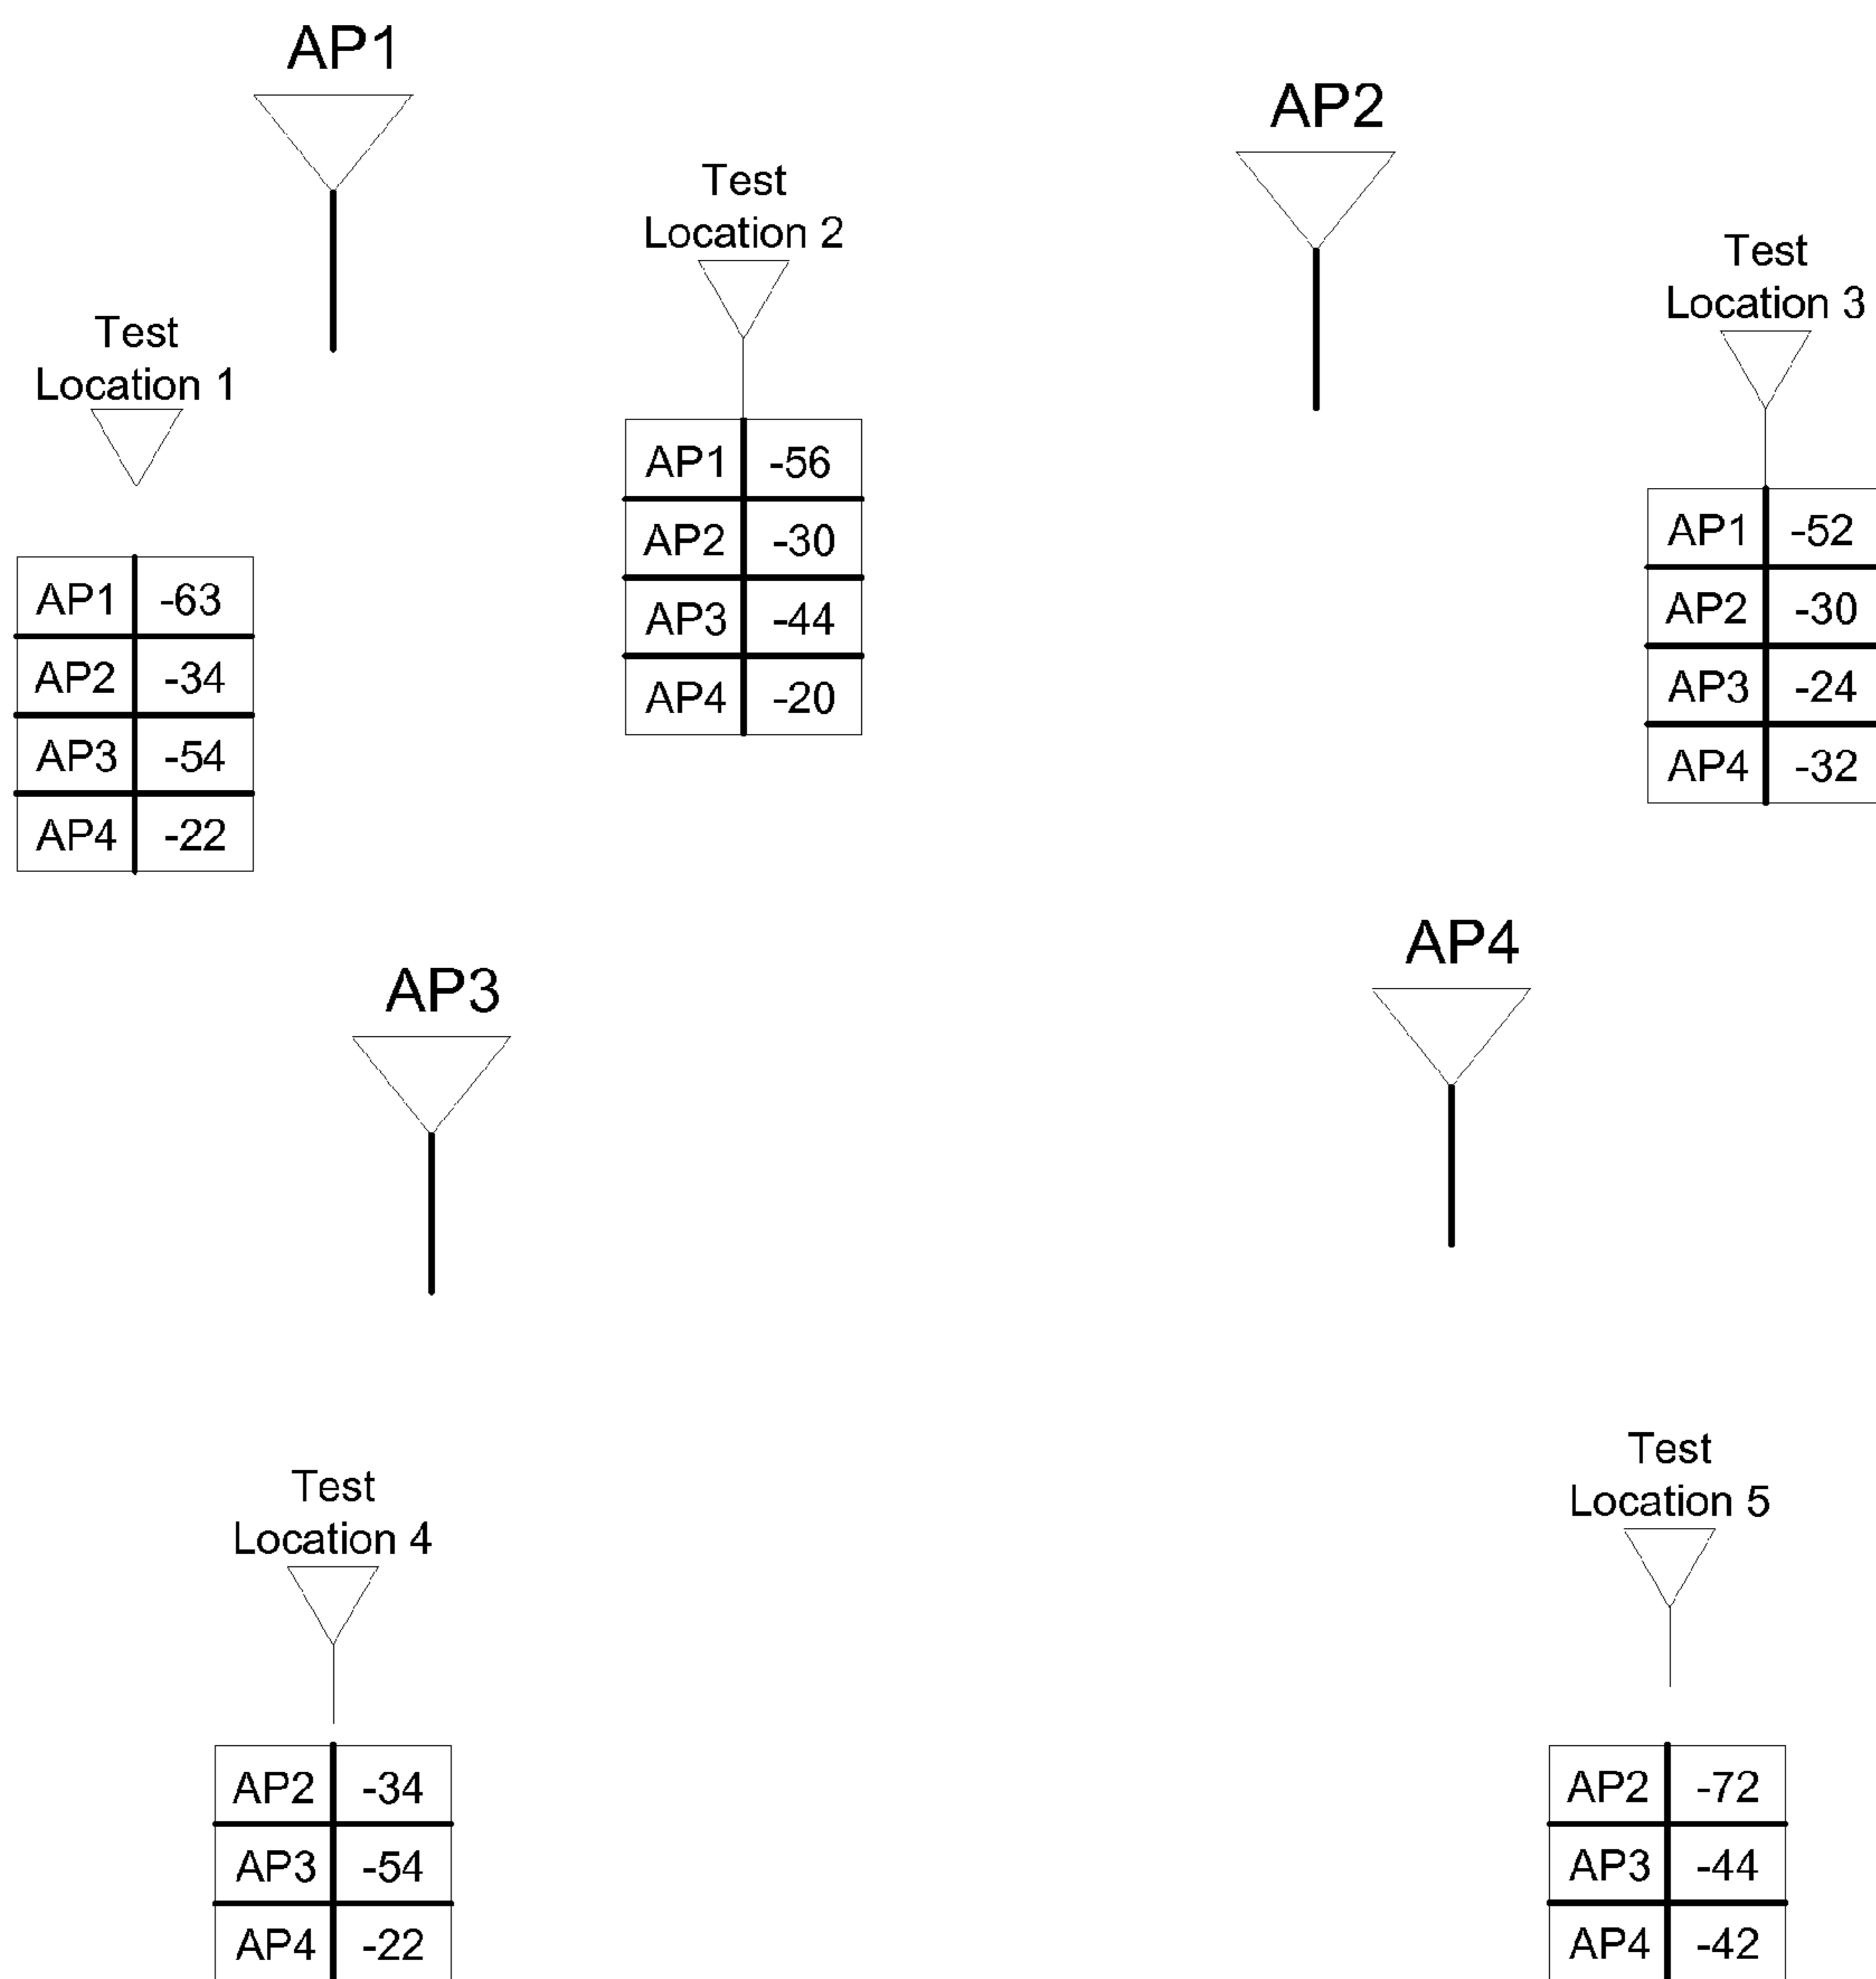 AP1
AP2
Test
Location 2
Test
Location 3
Test
Location 1
AP1 -56
AP2 -30
AP3 -44
AP4 -20
AP1 -52
AP2 -30
AP3 -24
AP4 -32
AP1 -63
AP2 -34
AP3 -54
AP4 -22
AP4
AP3
Test
Location 5
Test
Location 4
AP2 -34
AP3 -54
AP4 -22
AP2 -72
AP3 -44
AP4 -42